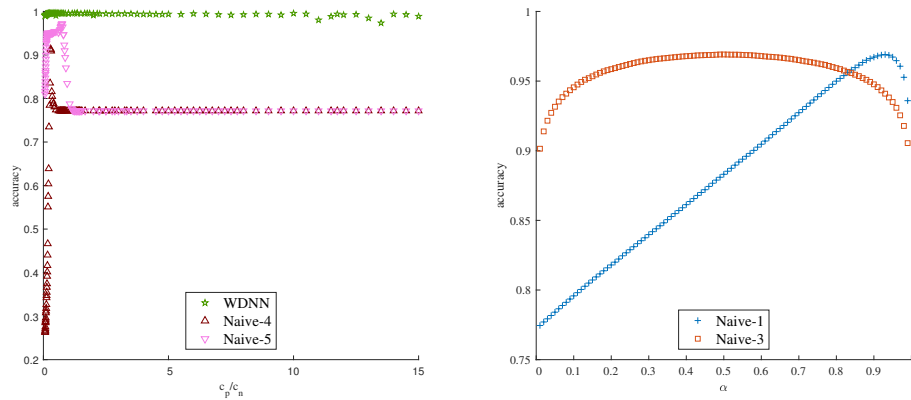 1
0.9
0.8
0.7
0.6
0.5
0.4
0.3
0.2
accuracy
0 5 10 15
c_p/c_n
WDNN
Naive-4
Naive-5
1
0.95
0.9
0.85
0.8
0.75
accuracy
0 0.1 0.2 0.3 0.4 0.5 0.6 0.7 0.8 0.9
α
Naive-1
Naive-3